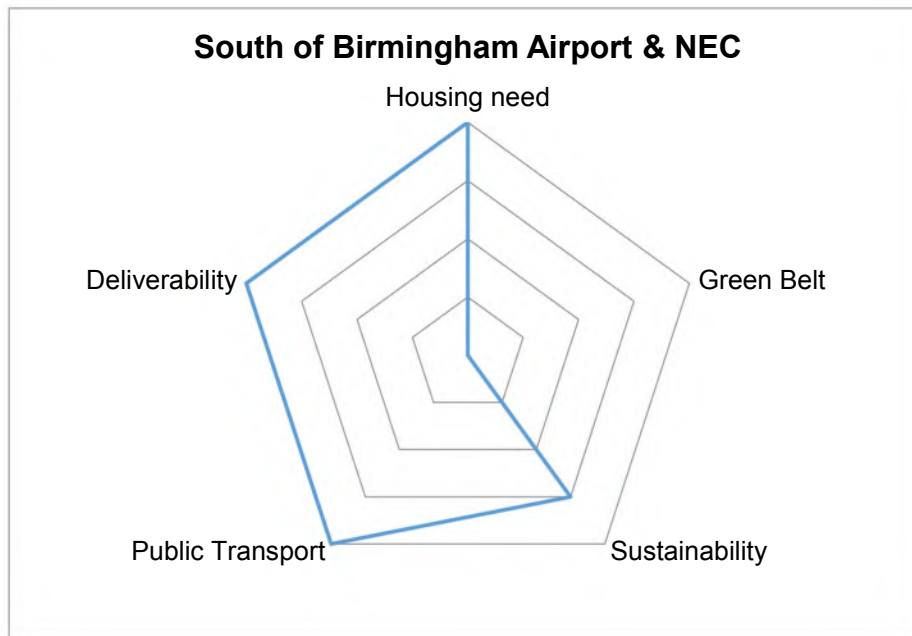 South of Birmingham Airport & NEC
Housing need
Deliverability
Green Belt
Public Transport
Sustainability